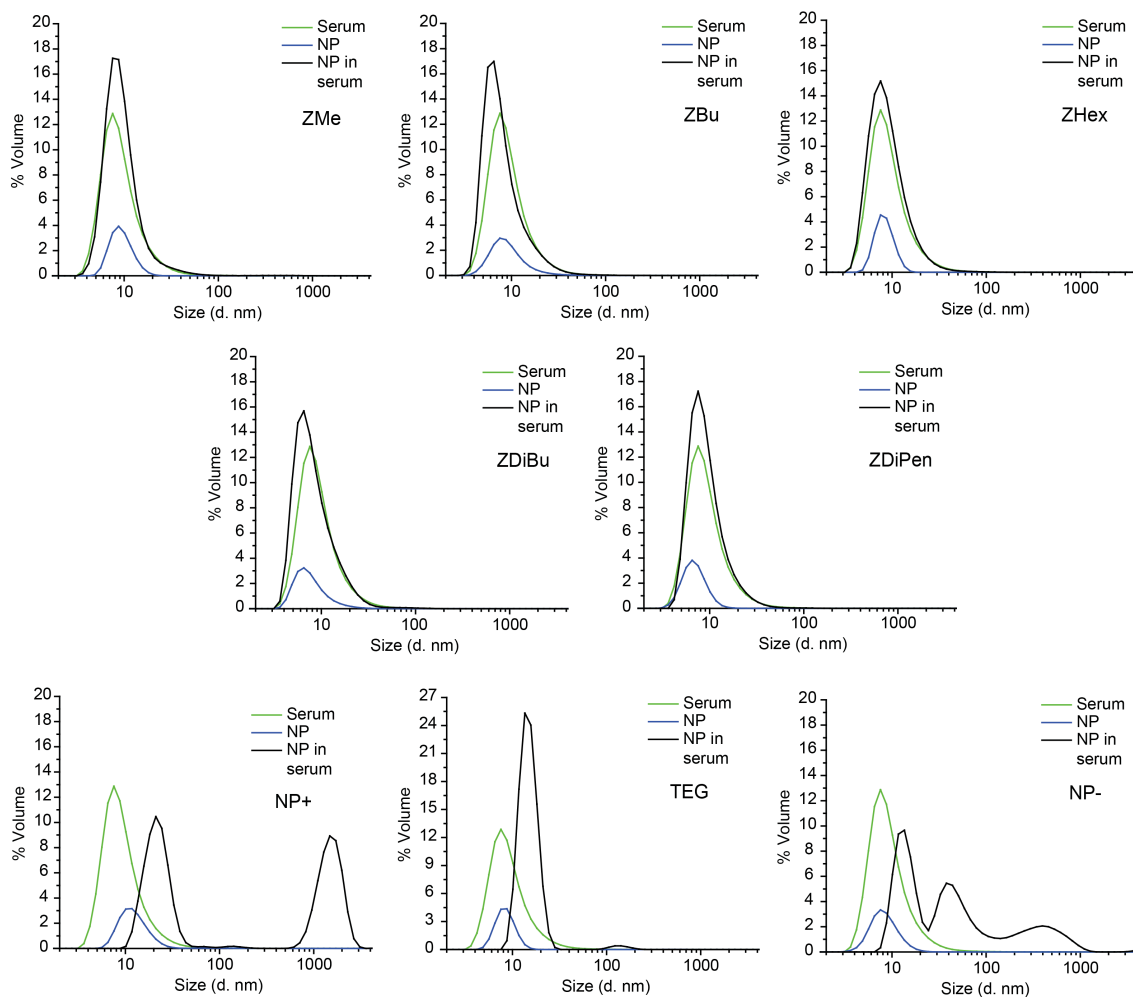 20
18
16
14
12
10
8
6
4
2
0
% Volume
Serum
NP
NP in
serum
ZMe
10 100 1000
Size (d. nm)
20
18
16
14
12
10
8
6
4
2
0
% Volume
Serum
NP
NP in
serum
ZBu
10 100 1000
Size (d. nm)
20
18
16
14
12
10
8
6
4
2
0
% Volume
Serum
NP
NP in
serum
ZHex
10 100 1000
Size (d. nm)
20
18
16
14
12
10
8
6
4
2
0
% Volume
Serum
NP
NP in
serum
ZDiBu
10 100 1000
Size (d. nm)
20
18
16
14
12
10
8
6
4
2
0
% Volume
Serum
NP
NP in
serum
ZDiPen
10 100 1000
Size (d. nm)
20
18
16
14
12
10
8
6
4
2
0
% Volume
Serum
NP
NP in
serum
NP+
10 100 1000
Size (d. nm)
27
24
21
18
15
12
9
6
3
0
% Volume
Serum
NP
NP in
serum
TEG
10 100 1000
Size (d. nm)
20
18
16
14
12
10
8
6
4
2
0
% Volume
Serum
NP
NP in
serum
NP-
10 100 1000
Size (d. nm)